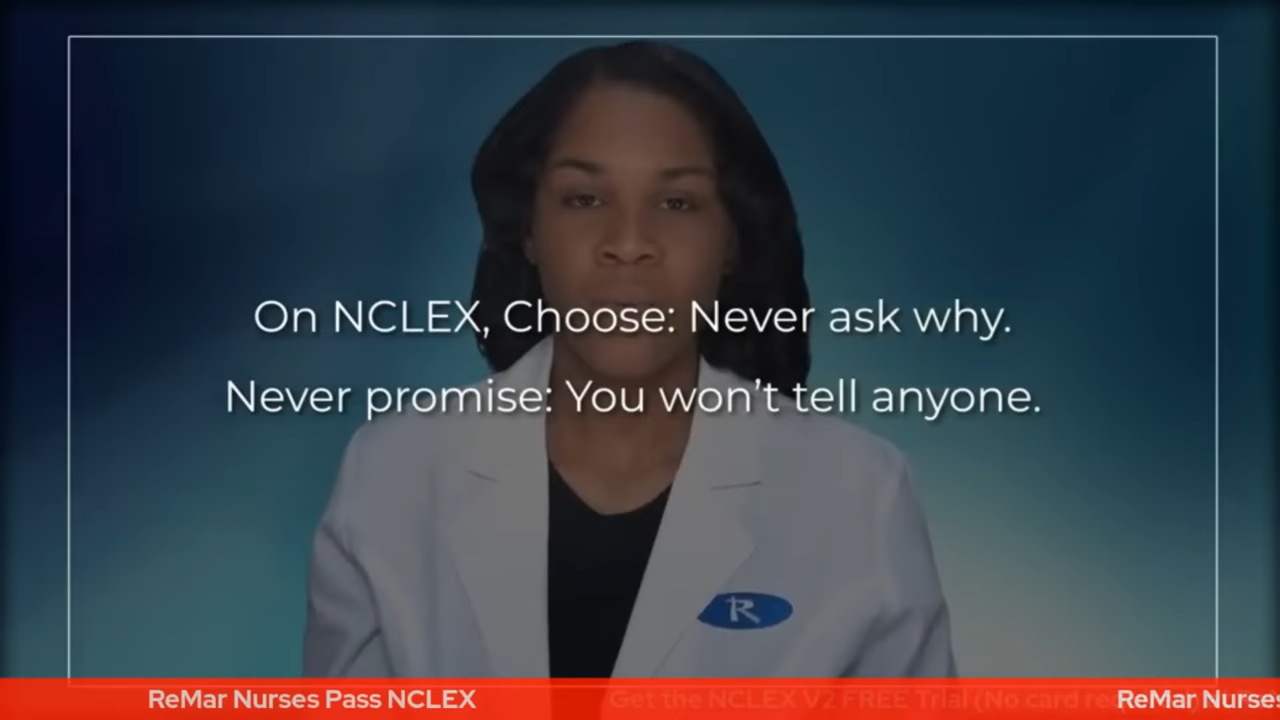 On NCLEX, Choose: Never ask why.
Never promise: You won't tell anyone.
R
ReMar Nurses Pass NCLEX
Get the NCLEX V2 FREE Trial (No card
ReMar Nurses